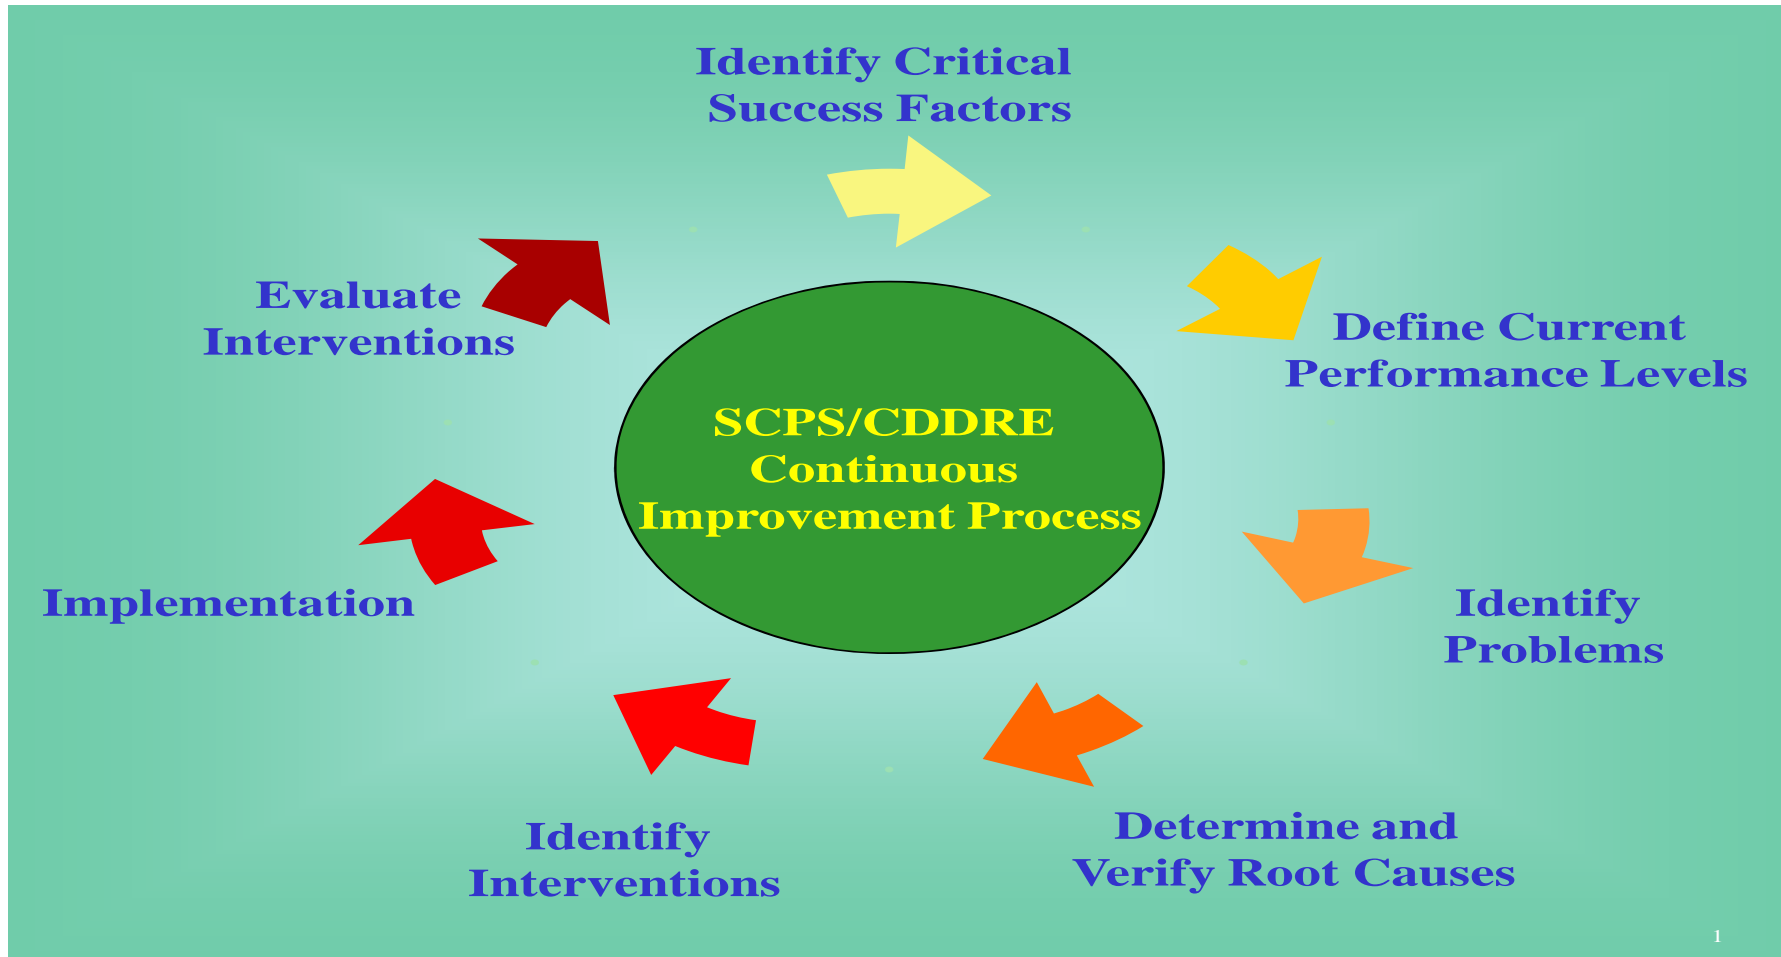 Identify Critical
Success Factors
Define Current
Performance Levels
Identify
Problems
Determine and
Verify Root Causes
Identify
Interventions
Implementation
Evaluate
Interventions
SCPS/CDDRE
Continuous
Improvement Process
1